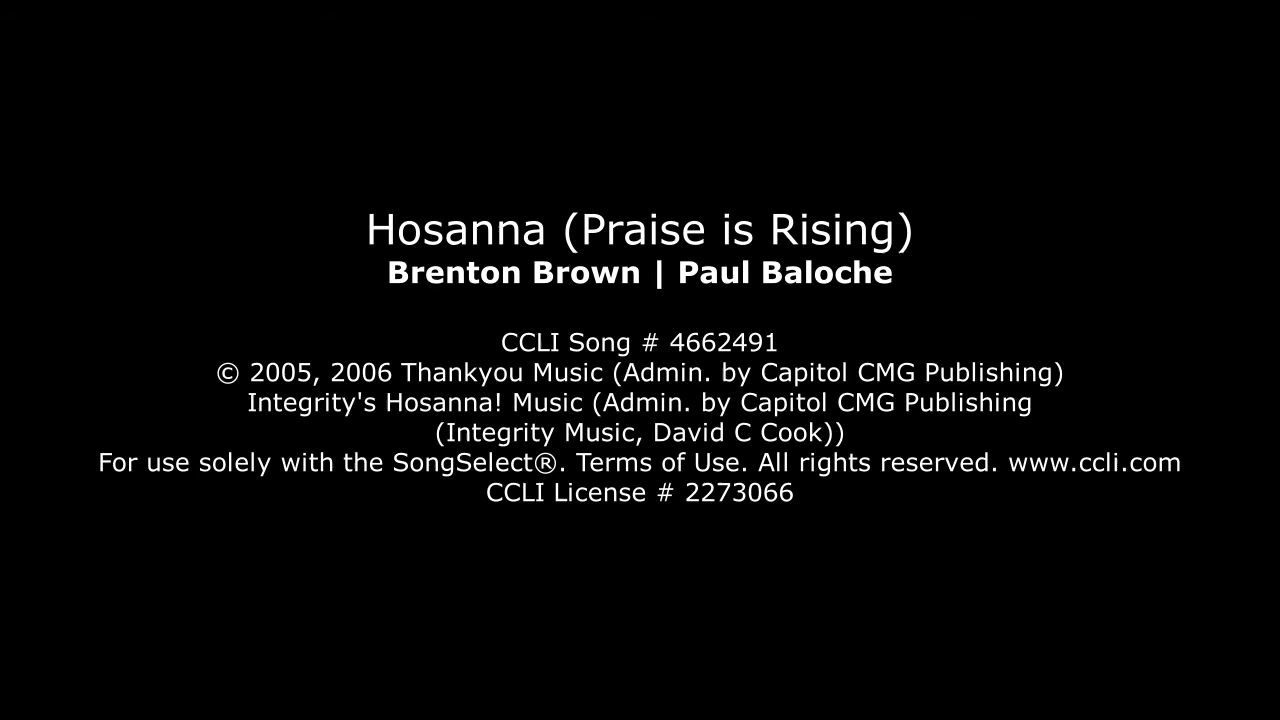 Hosanna (Praise is Rising)
Brenton Brown | Paul Baloche
CCLI Song # 4662491
© 2005, 2006 Thankyou Music (Admin. by Capitol CMG Publishing)
Integrity's Hosanna! Music (Admin. by Capitol CMG Publishing
(Integrity Music, David C Cook))
For use solely with the SongSelect®. Terms of Use. All rights reserved. www.ccli.com
CCLI License # 2273066